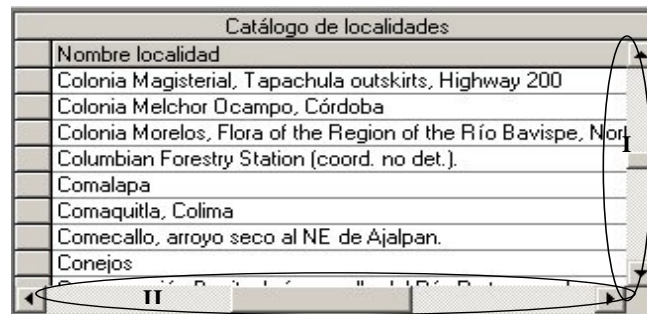 Catálogo de localidades
Nombre localidad
Colonia Magisterial, Tapachula outskirts, Highway 200
Colonia Melchor Ocampo, Córdoba
Colonia Morelos, Flora of the Region of the Río Bavispe, Nor
I
Columbian Forestry Station (coord. no det.).
Comalapa
Comaquitla, Colima
Comecallo, arroyo seco al NE de Ajalpan.
Conejos
II